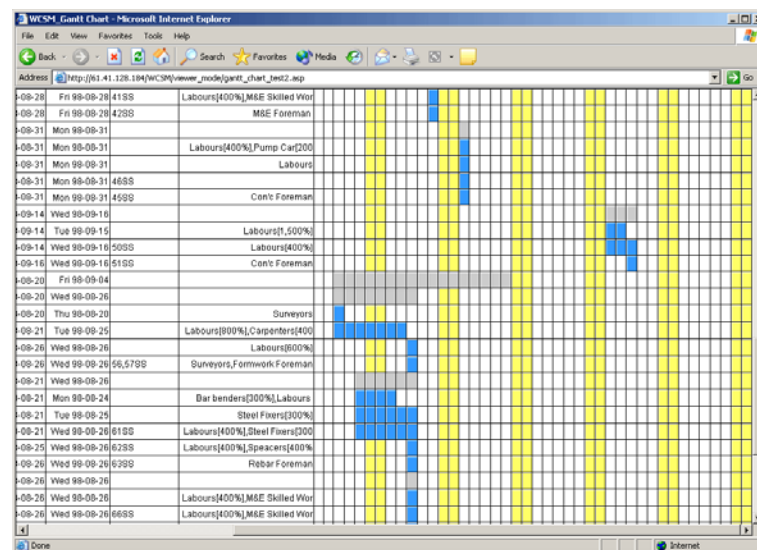 WCSM_Gantt Chart - Microsoft Internet Explorer
File Edit View Favorites Tools Help
Back Search Favorites Media
Address http://61.41.128.184/WCSM/viewer_mode/gantt_chart_test2.asp Go
-08-28 Fri 98-08-28 41SS Labours[400%],M&E Skilled Wor
-08-28 Fri 98-08-28 42SS M&E Foreman
-08-31 Mon 98-08-31
-08-31 Mon 98-08-31 Labours[400%],Pump Car[200
-08-31 Mon 98-08-31 Labours
-08-31 Mon 98-08-31 46SS
-08-31 Mon 98-08-31 45SS Con'c Foreman
-09-14 Wed 98-09-16
-09-14 Tue 98-09-15 Labours[1,500%]
-09-14 Wed 98-09-16 50SS Labours[400%]
-09-16 Wed 98-09-16 51SS Con'c Foreman
-08-20 Fri 98-09-04
-08-20 Wed 98-08-26
-08-20 Thu 98-08-20 Surveyors
-08-21 Tue 98-08-25 Labours[800%],Carpenters[400
-08-26 Wed 98-08-26 Labours[600%]
-08-26 Wed 98-08-26 56,57SS Surveyors,Formwork Foreman
-08-21 Wed 98-08-26
-08-21 Mon 98-08-24 Bar benders[300%],Labours
-08-21 Tue 98-08-25 Steel Fixers[300%]
-08-21 Wed 98-08-26 61SS Labours[400%],Steel Fixers[300
-08-25 Wed 98-08-26 62SS Labours[400%],Speacers[400%
-08-26 Wed 98-08-26 63SS Rebar Foreman
-08-26 Wed 98-08-26
-08-26 Wed 98-08-26 Labours[400%],M&E Skilled Wor
-08-26 Wed 98-08-26 66SS Labours[400%],M&E Skilled Wor
Done Internet